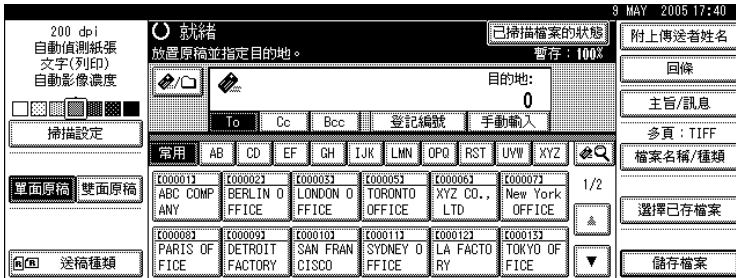 9 MAY 2005 17:40
200 dpi
自動偵測紙張
文字(列印)
自動影像濃度
掃描設定
單面原稿 雙面原稿
送稿種類
就緒
已掃描檔案的狀態
放置原稿並指定目的地。
暫存:100%
目的地:
0
To Cc Bcc 登記編號 手動輸入
常用 AB CD EF GH IJK LMN OPQ RST UVW XYZ
[00001] [00002] [00003] [00005] [00006] [00007]
ABC COMP BERLIN O LONDON O TORONTO XYZ CO., New York
ANY FFICE FFICE OFFICE LTD OFFICE
1/2
[00008] [00009] [00010] [00011] [00012] [00013]
PARIS OF DETROIT SAN FRAN SYDNEY O LA FACTO TOKYO OF
FICE FACTORY CISCO FFICE RY FICE
附上傳送者姓名
回條
主旨/訊息
多頁:TIFF
檔案名稱/種類
選擇已存檔案
儲存檔案